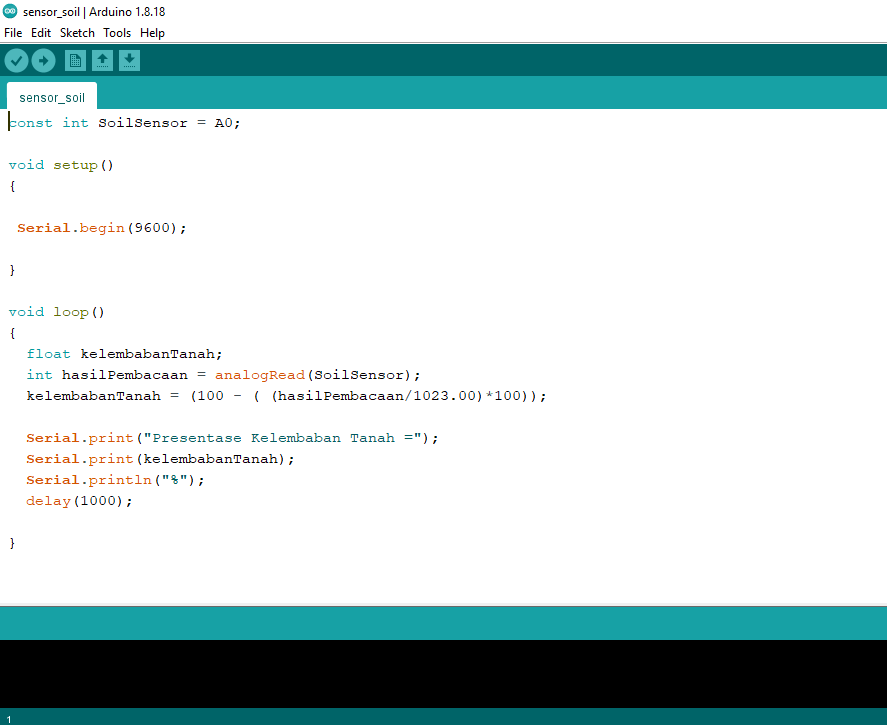 sensor_soil | Arduino 1.8.18
File Edit Sketch Tools Help
sensor_soil
const int SoilSensor = A0;
void setup()
{
Serial.begin(9600);
}
void loop()
{
float kelembabanTanah;
int hasilPembacaan = analogRead(SoilSensor);
kelembabanTanah = (100 - ( (hasilPembacaan/1023.00)*100));
Serial.print("Presentase Kelembaban Tanah =");
Serial.print(kelembabanTanah);
Serial.println("%");
delay(1000);
}
1